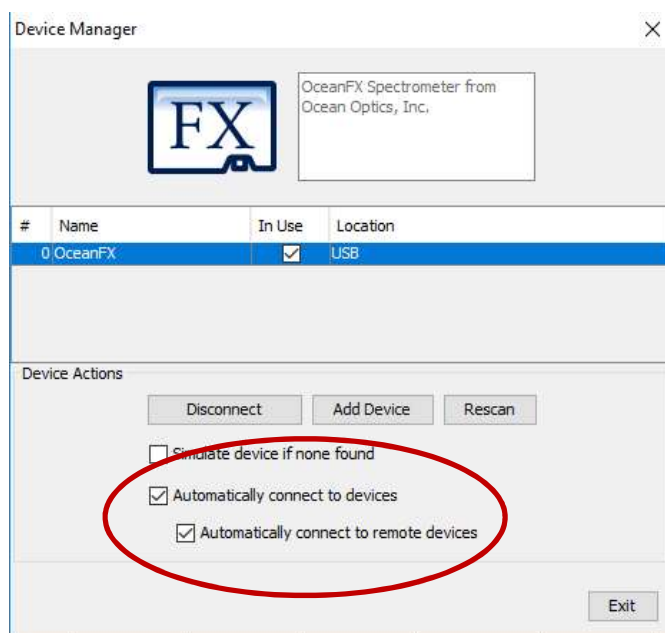 Device Manager
FX
OceanFX Spectrometer from
Ocean Optics, Inc.
# Name In Use Location
0 OceanFX USB
Device Actions
Disconnect Add Device Rescan
Simulate device if none found
Automatically connect to devices
Automatically connect to remote devices
Exit